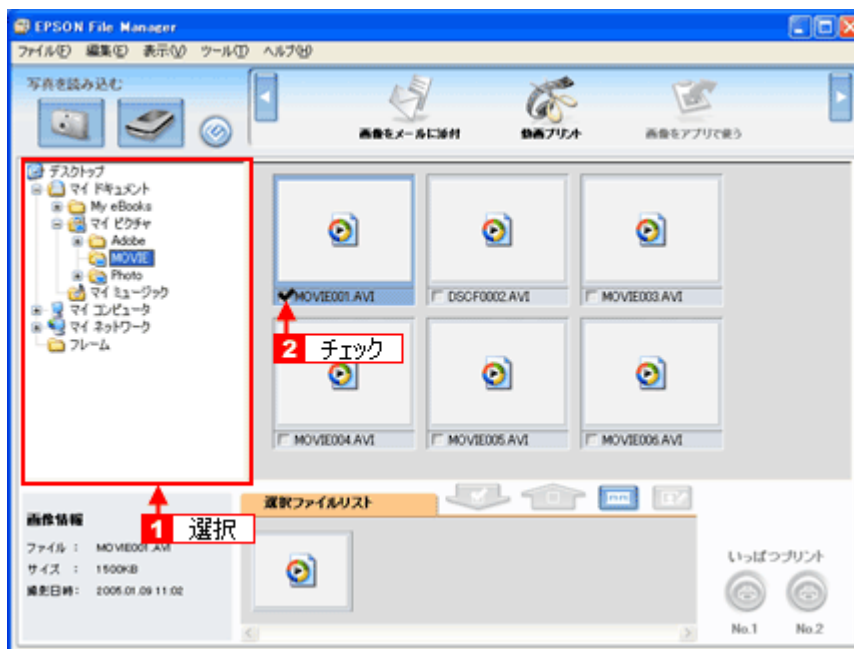 EPSON File Manager
ファイル(F) 編集(E) 表示(V) ツール(T) ヘルプ(H)
写真を読み込む
画像をメールに添付 動画プリント 画像をアプリで使う
デスクトップ
マイ ドキュメント
My eBooks
マイ ピクチャ
Adobe
MOVIE
Photo
マイ ミュージック
マイ コンピュータ
マイ ネットワーク
フレーム
MOVIE001.AVI DSCF0002.AVI MOVIE003.AVI
2 チェック
MOVIE004.AVI MOVIE005.AVI MOVIE006.AVI
1 選択
画像情報
ファイル : MOVIE001.AVI
サイズ : 1500KB
撮影日時: 2005.01.09 11:02
選択ファイルリスト
いっぱつプリント
No.1 No.2